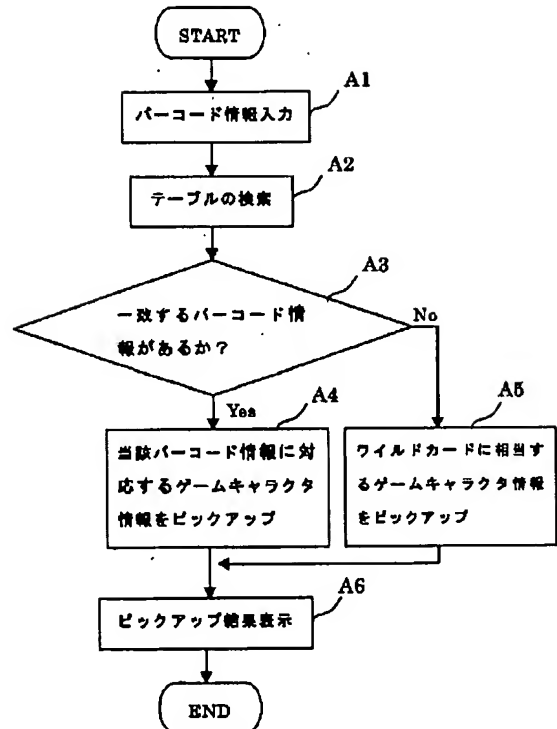 START
A1
バーコード情報入力
A2
テーブルの検索
A3
一致するバーコード情
報があるか？
No
Yes
A4
当該バーコード情報に対
応するゲームキャラクタ
情報をピックアップ
A5
ワイルドカードに相当す
るゲームキャラクタ情報
をピックアップ
A6
ピックアップ結果表示
END